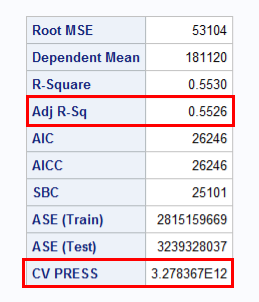 Root MSE 53104
Dependent Mean 181120
R-Square 0.5530
Adj R-Sq 0.5526
AIC 26246
AICC 26246
SBC 25101
ASE (Train) 2815159669
ASE (Test) 3239328037
CV PRESS 3.278367E12